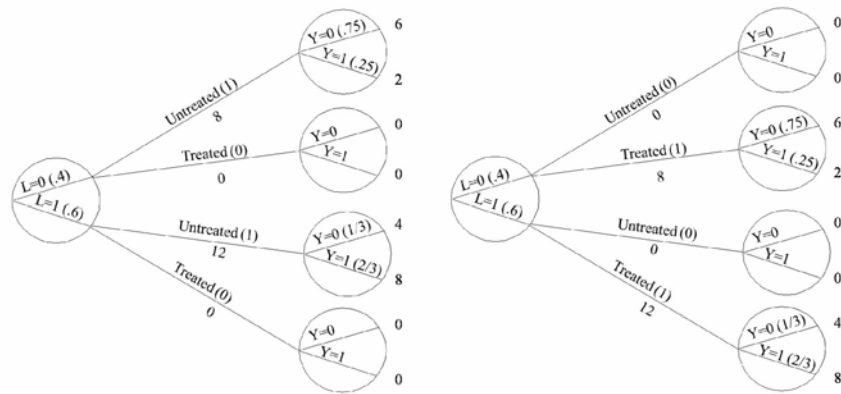 Y=0 (.75)
6
Y=1 (.25)
2
Untreated (1)
8
Y=0
0
Y=1
0
Treated (0)
0
L=0 (.4)
L=1 (.6)
Untreated (1)
12
Y=0 (1/3)
4
Y=1 (2/3)
8
Treated (0)
0
Y=0
0
Y=1
0
Y=0
0
Y=1
0
Untreated (0)
0
Y=0 (.75)
6
Y=1 (.25)
2
Treated (1)
8
L=0 (.4)
L=1 (.6)
Untreated (0)
0
Y=0
0
Y=1
0
Treated (1)
12
Y=0 (1/3)
4
Y=1 (2/3)
8